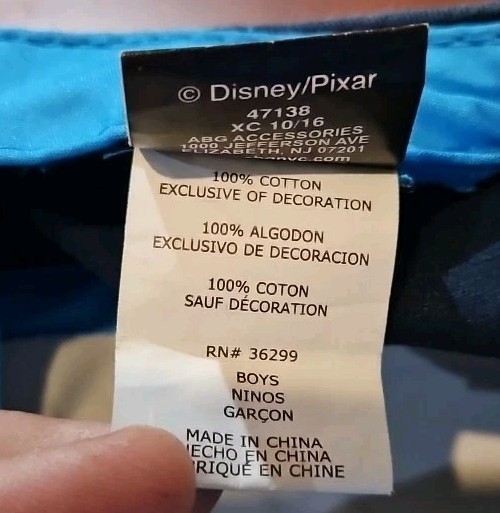 © Disney/Pixar
47138
XC 10/16
ABG ACCESSORIES
1000 JEFFERSON AVE
ELIZABETH, NJ 07201
100% COTTON
EXCLUSIVE OF DECORATION
100% ALGODON
EXCLUSIVO DE DECORACION
100% COTON
SAUF DÉCORATION
RN# 36299
BOYS
NINOS
GARÇON
MADE IN CHINA
HECHO EN CHINA
FABRIQUÉ EN CHINE